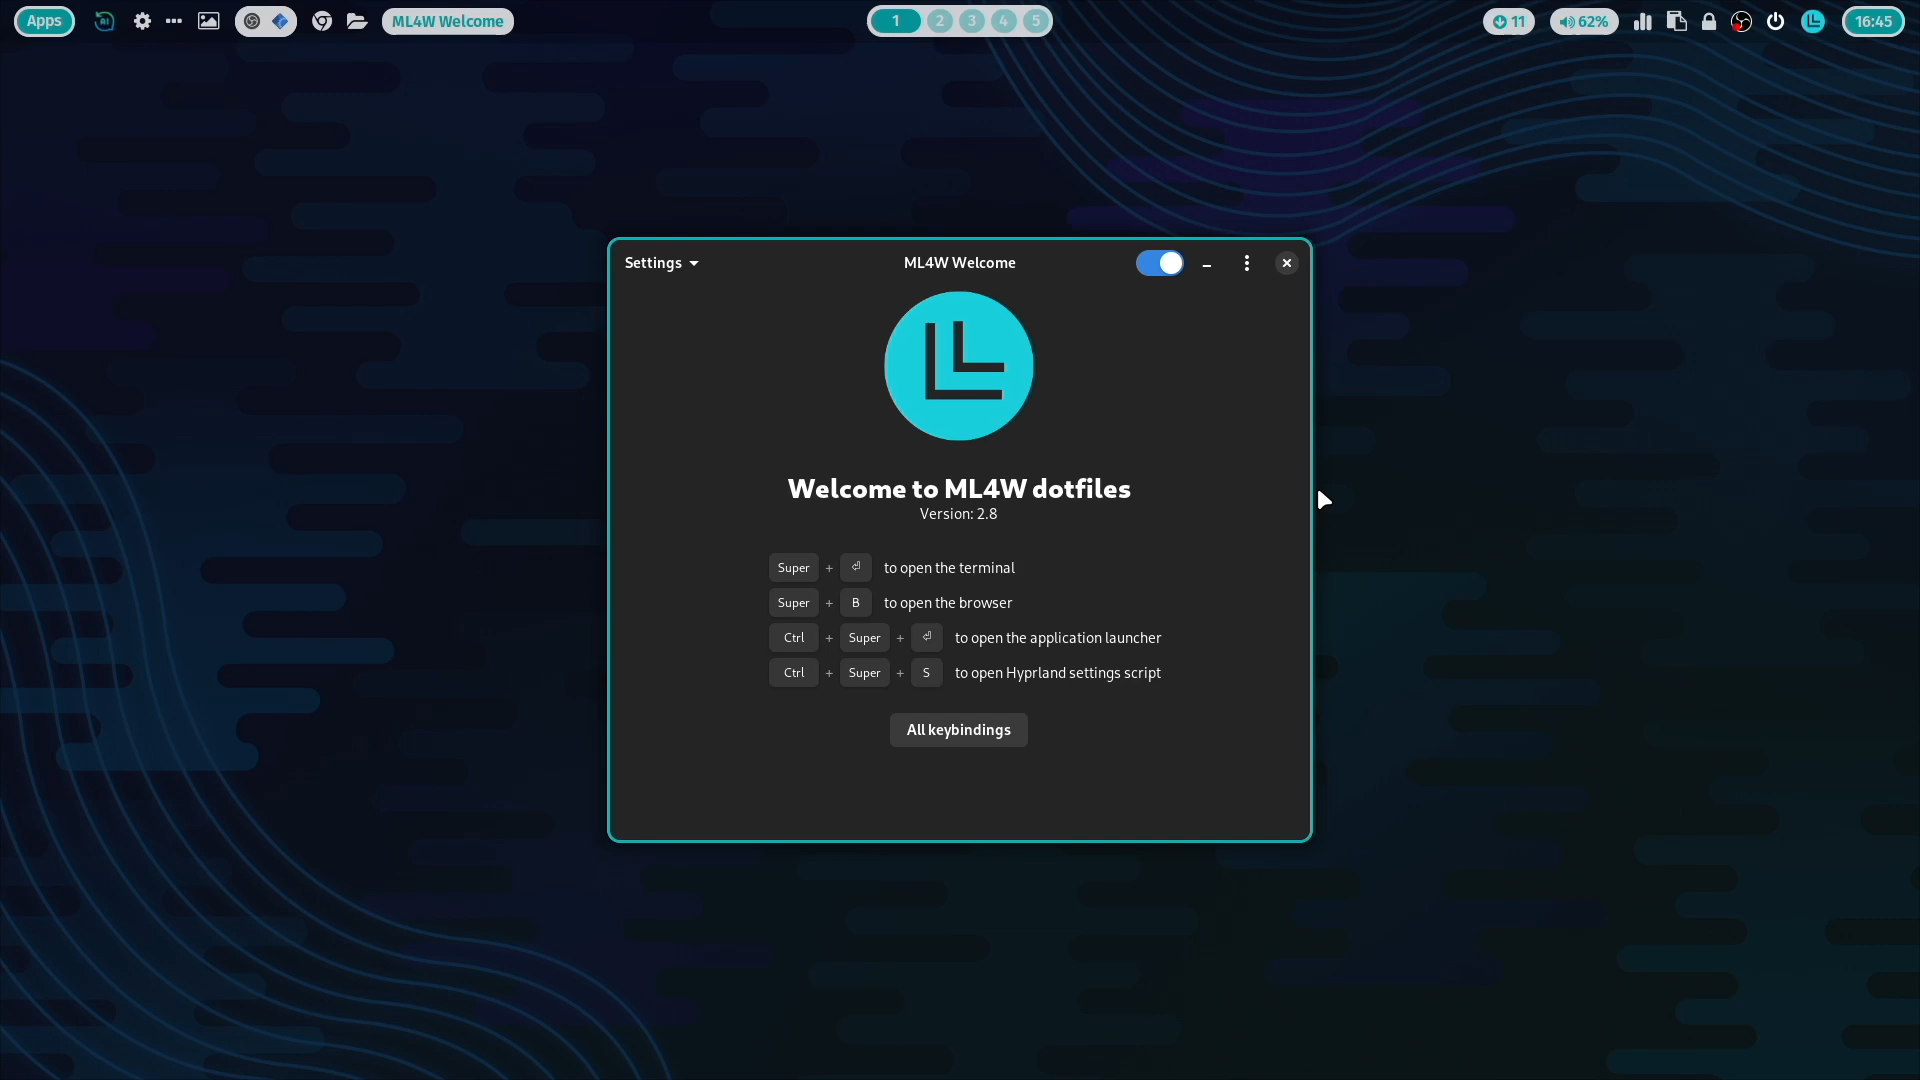 Apps
AI
ML4W Welcome
1 2 3 4 5
11
62%
16:45
Settings
ML4W Welcome
Welcome to ML4W dotfiles
Version: 2.8
Super + ⏎ to open the terminal
Super + B to open the browser
Ctrl + Super + ⏎ to open the application launcher
Ctrl + Super + S to open Hyprland settings script
All keybindings